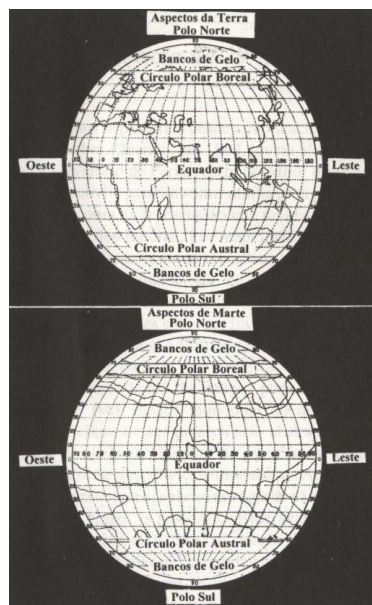 Aspectos da Terra
Polo Norte
Bancos de Gelo
Círculo Polar Boreal
Oeste
Equador
Leste
Círculo Polar Austral
Bancos de Gelo
Polo Sul
Aspectos de Marte
Polo Norte
Bancos de Gelo
Círculo Polar Boreal
Oeste
Equador
Leste
Círculo Polar Austral
Bancos de Gelo
Polo Sul